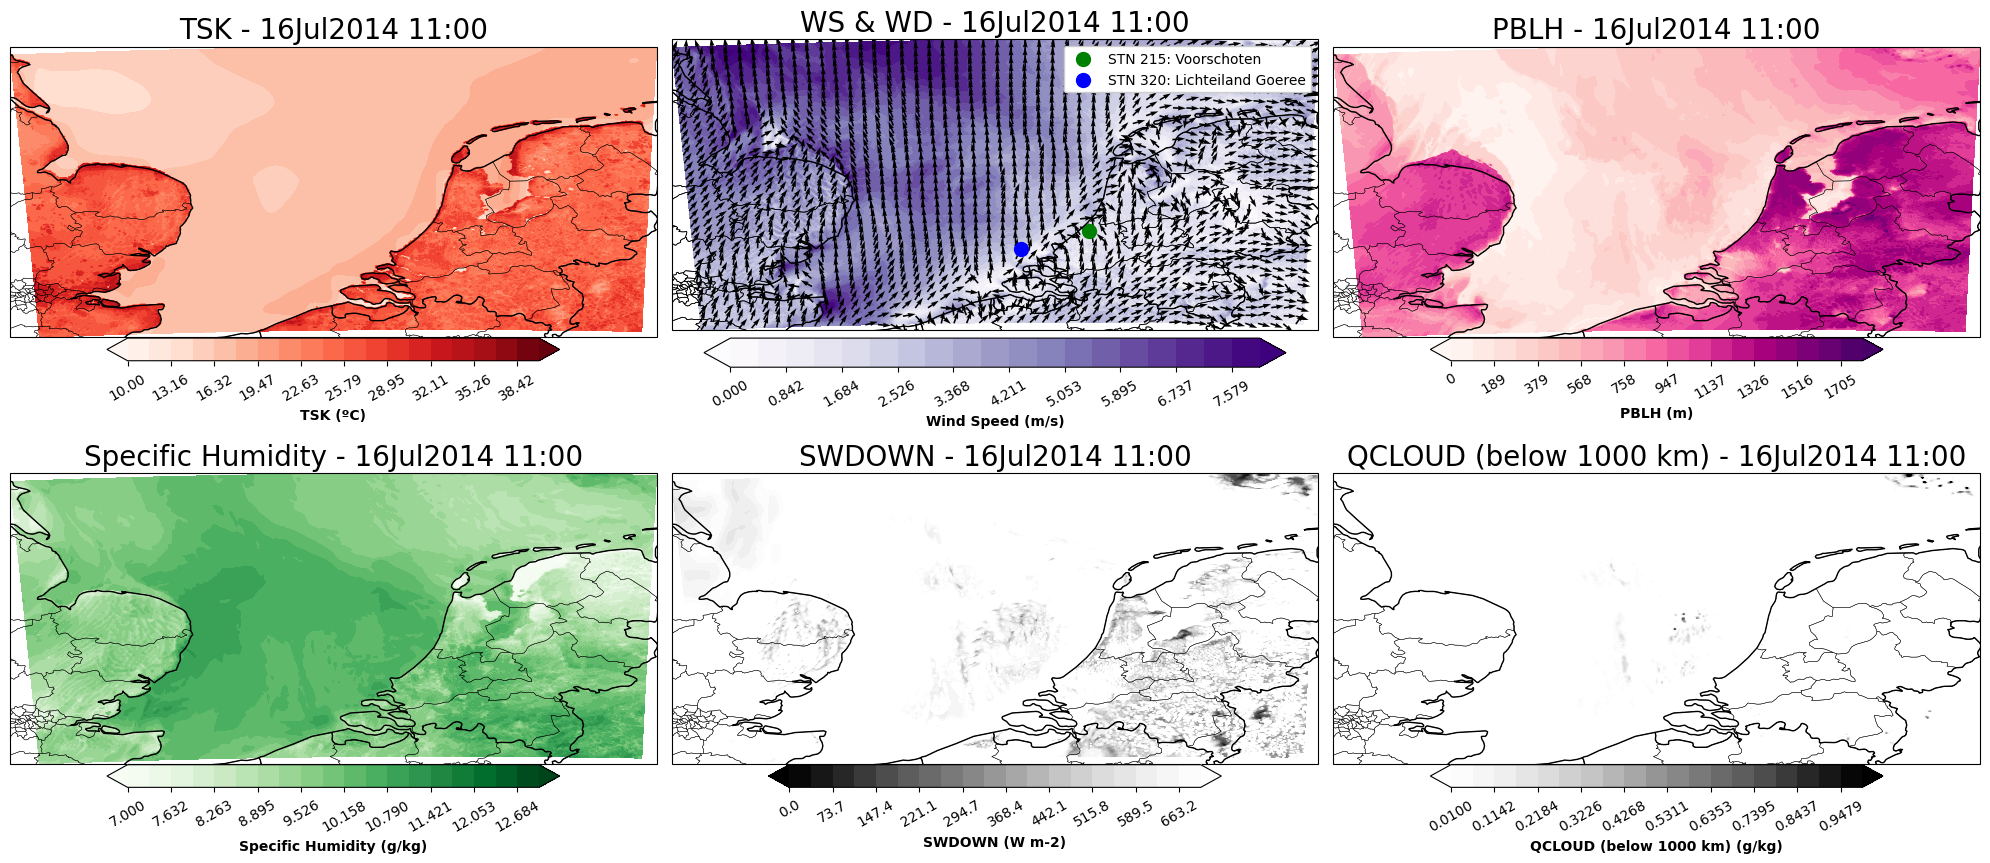 TSK - 16Jul2014 11:00
WS & WD - 16Jul2014 11:00
PBLH - 16Jul2014 11:00
STN 215: Voorschoten
STN 320: Lichteiland Goeree
10.00 13.16 16.32 19.47 22.63 25.79 28.95 32.11 35.26 38.42
TSK (ºC)
0.000 0.842 1.684 2.526 3.368 4.211 5.053 5.895 6.737 7.579
Wind Speed (m/s)
0 189 379 568 758 947 1137 1326 1516 1705
PBLH (m)
Specific Humidity - 16Jul2014 11:00
SWDOWN - 16Jul2014 11:00
QCLOUD (below 1000 km) - 16Jul2014 11:00
7.000 7.632 8.263 8.895 9.526 10.158 10.790 11.421 12.053 12.684
Specific Humidity (g/kg)
0.0 73.7 147.4 221.1 294.7 368.4 442.1 515.8 589.5 663.2
SWDOWN (W m-2)
0.0100 0.1142 0.2184 0.3226 0.4268 0.5311 0.6353 0.7395 0.8437 0.9479
QCLOUD (below 1000 km) (g/kg)